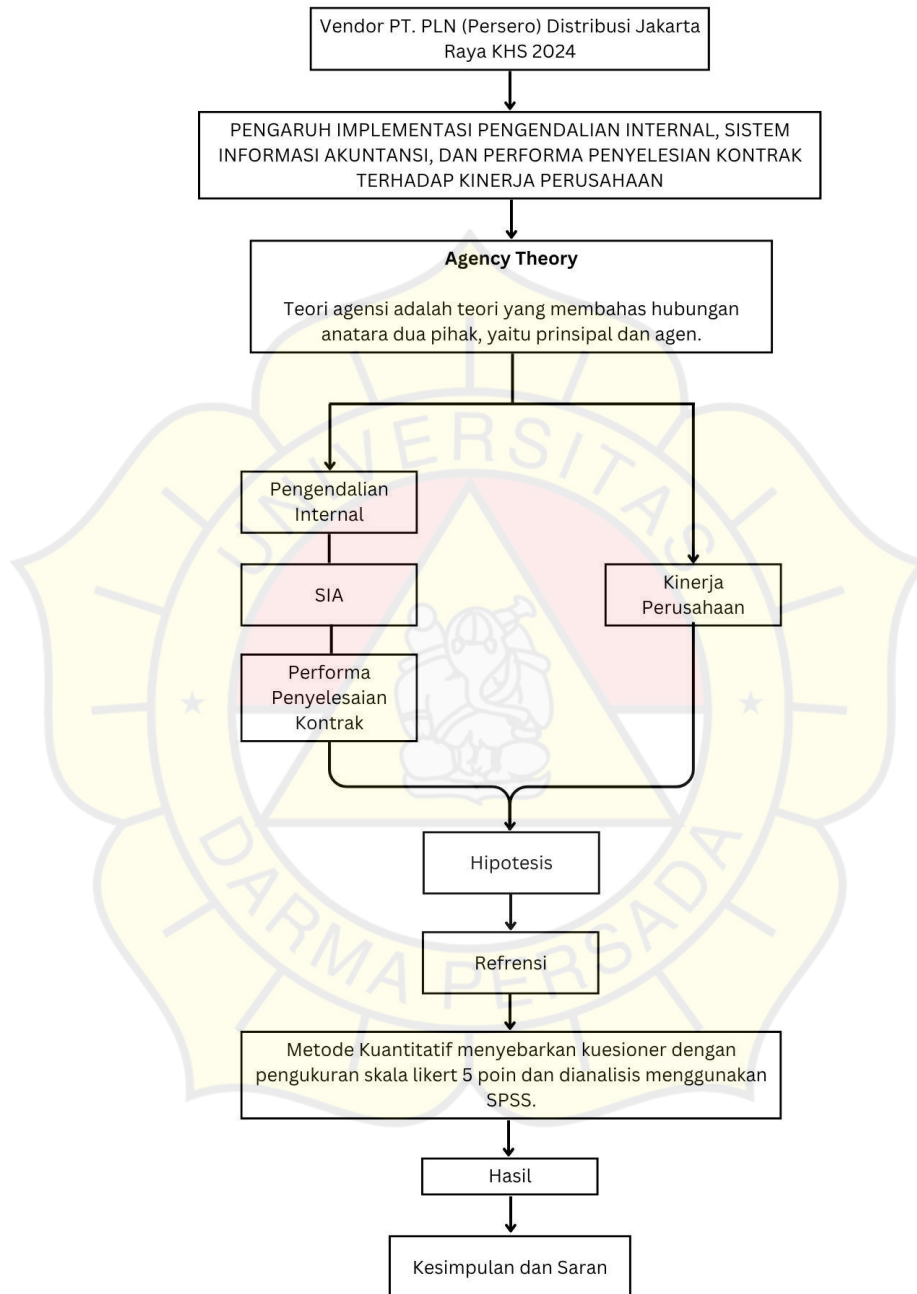 Vendor PT. PLN (Persero) Distribusi Jakarta
Raya KHS 2024
PENGARUH IMPLEMENTASI PENGENDALIAN INTERNAL, SISTEM
INFORMASI AKUNTANSI, DAN PERFORMA PENYELESIAN KONTRAK
TERHADAP KINERJA PERUSAHAAN
Agency Theory
Teori agensi adalah teori yang membahas hubungan
anatara dua pihak, yaitu prinsipal dan agen.
UNIVERSITAS
Pengendalian
Internal
SIA
Kinerja
Perusahaan
Performa
Penyelesaian
Kontrak
Hipotesis
Refrensi
DARMA PERSADA
Metode Kuantitatif menyebarkan kuesioner dengan
pengukuran skala likert 5 poin dan dianalisis menggunakan
SPSS.
Hasil
Kesimpulan dan Saran